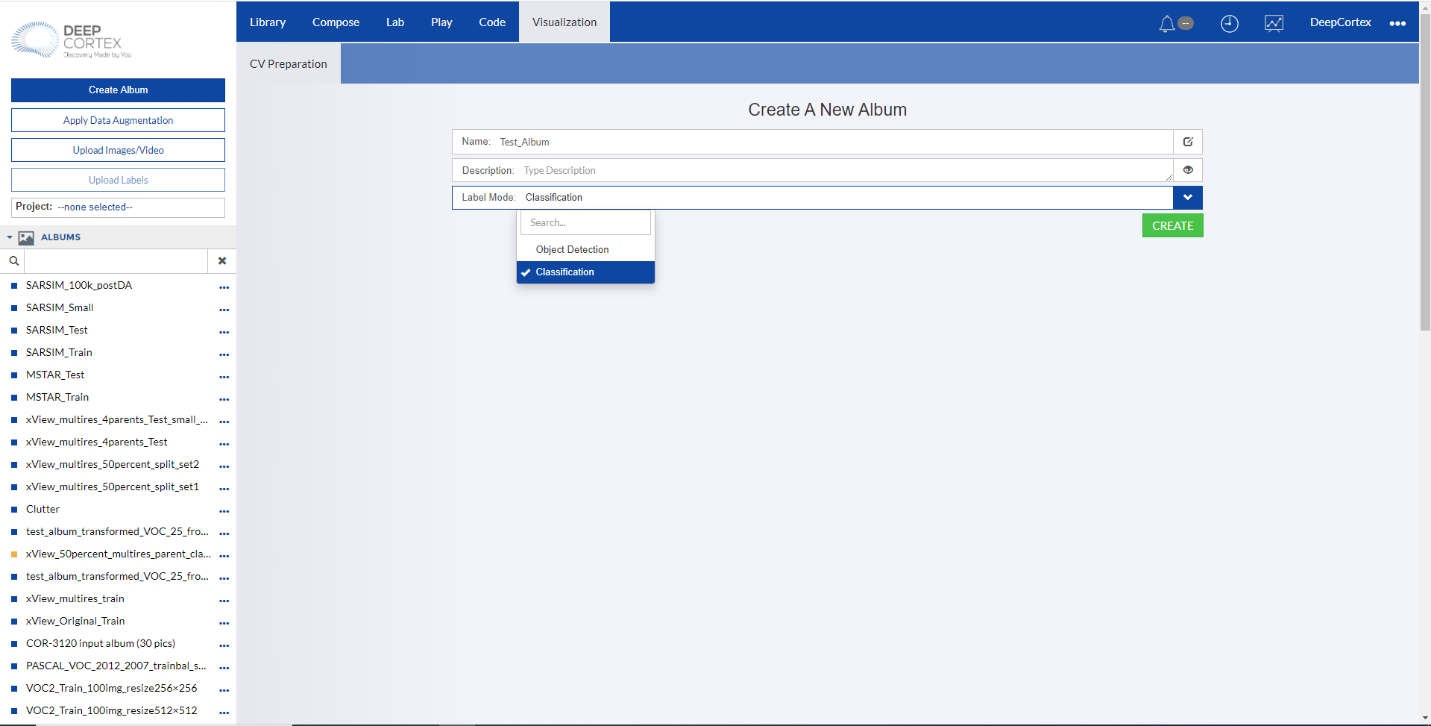 DEEP
CORTEX
Discovery Made by You
Library Compose Lab Play Code Visualization -- DeepCortex
CV Preparation
Create Album
Apply Data Augmentation
Upload Images/Video
Upload Labels
Project: --none selected--
ALBUMS
SARSIM_100k_postDA
SARSIM_Small
SARSIM_Test
SARSIM_Train
MSTAR_Test
MSTAR_Train
xView_multires_4parents_Test_small_...
xView_multires_4parents_Test
xView_multires_50percent_split_set2
xView_multires_50percent_split_set1
Clutter
test_album_transformed_VOC_25_fro...
xView_50percent_multires_parent_cla...
test_album_transformed_VOC_25_fro...
xView_multires_train
xView_Original_Train
COR-3120 input album (30 pics)
PASCAL_VOC_2012_2007_trainbal_s...
VOC2_Train_100img_resize256×256
VOC2_Train_100img_resize512×512
Create A New Album
Name: Test_Album
Description: Type Description
Label Mode: Classification
Search...
Object Detection
Classification
CREATE